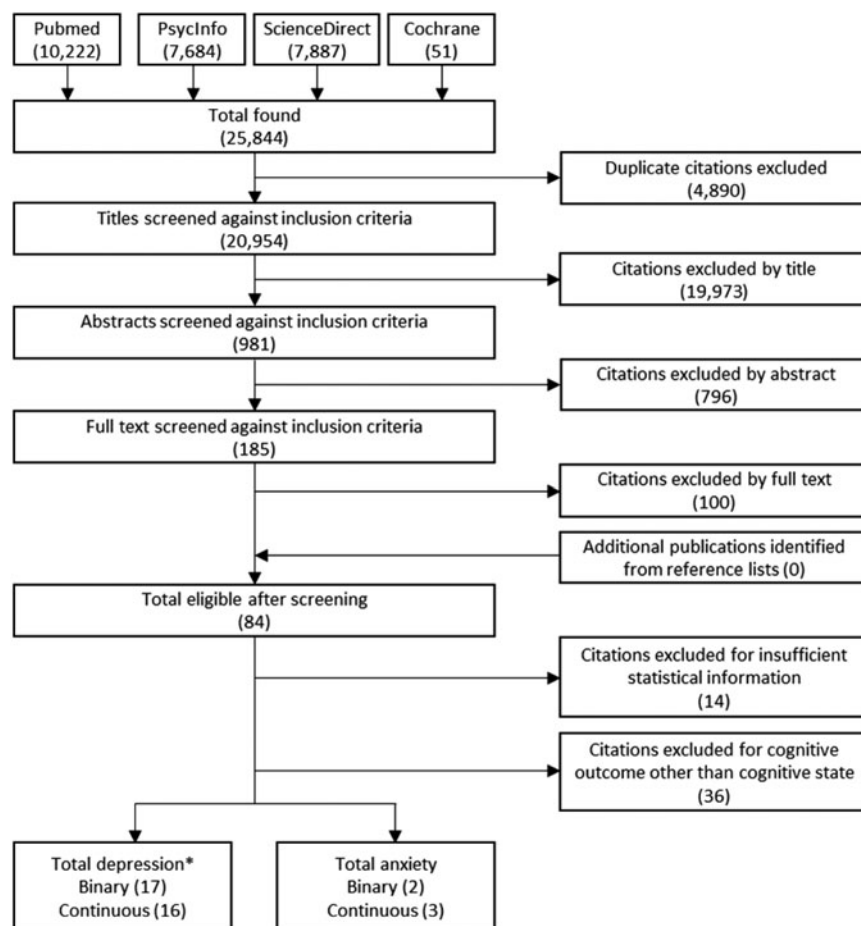 Pubmed
(10,222)
PsycInfo
(7,684)
ScienceDirect
(7,887)
Cochrane
(51)
Total found
(25,844)
Duplicate citations excluded
(4,890)
Titles screened against inclusion criteria
(20,954)
Citations excluded by title
(19,973)
Abstracts screened against inclusion criteria
(981)
Citations excluded by abstract
(796)
Full text screened against inclusion criteria
(185)
Citations excluded by full text
(100)
Additional publications identified
from reference lists (0)
Total eligible after screening
(84)
Citations excluded for insufficient
statistical information
(14)
Citations excluded for cognitive
outcome other than cognitive state
(36)
Total depression*
Binary (17)
Continuous (16)
Total anxiety
Binary (2)
Continuous (3)